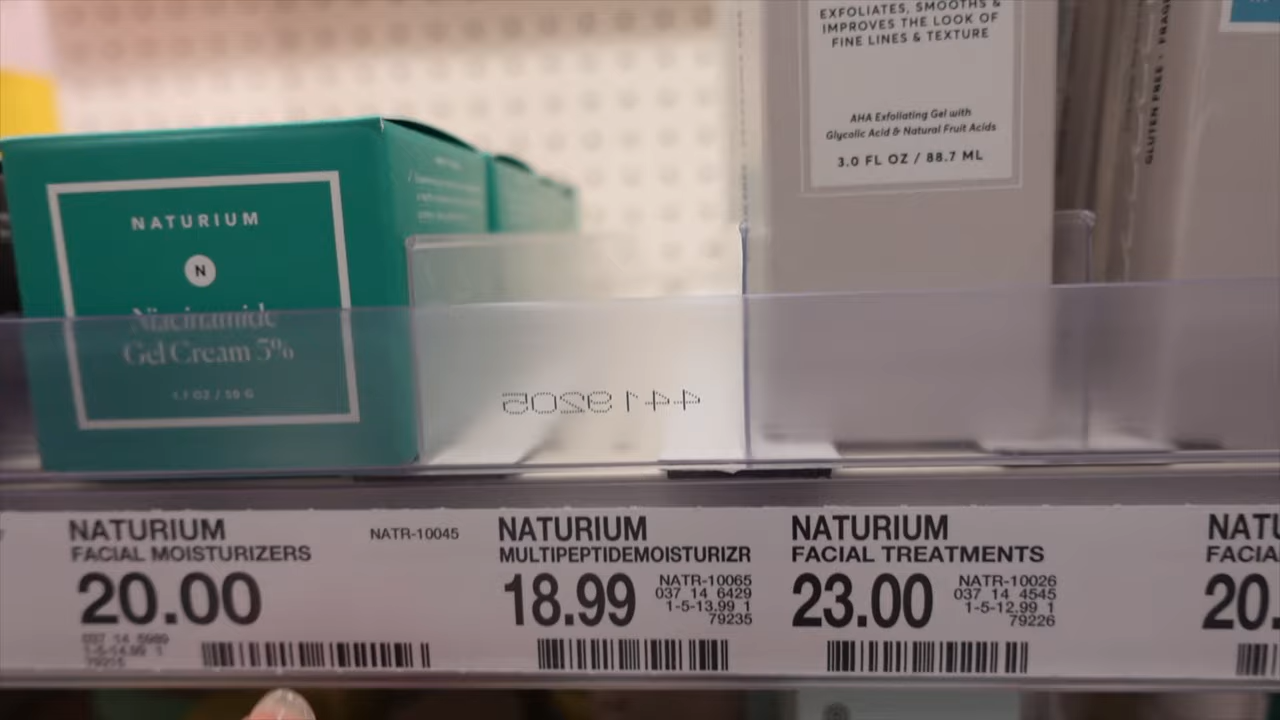 EXFOLIATES, SMOOTHS &
IMPROVES THE LOOK OF
FINE LINES & TEXTURE
AHA Exfoliating Gel with
Glycolic Acid & Natural Fruit Acids
3.0 FL OZ / 88.7 ML
GLUTEN FREE •
NATURIUM
N
Niacinamide
Gel Cream 5%
NATURIUM
FACIAL MOISTURIZERS
NATR-10045
20.00
NATURIUM
MULTIPEPTIDEMOISTURIZR
18.99
NATR-10065
037 14 6429
1-5-13.99 1
79235
NATURIUM
FACIAL TREATMENTS
23.00
NATR-10026
037 14 4545
1-5-12.99 1
79226
NATU
FACIA
20.